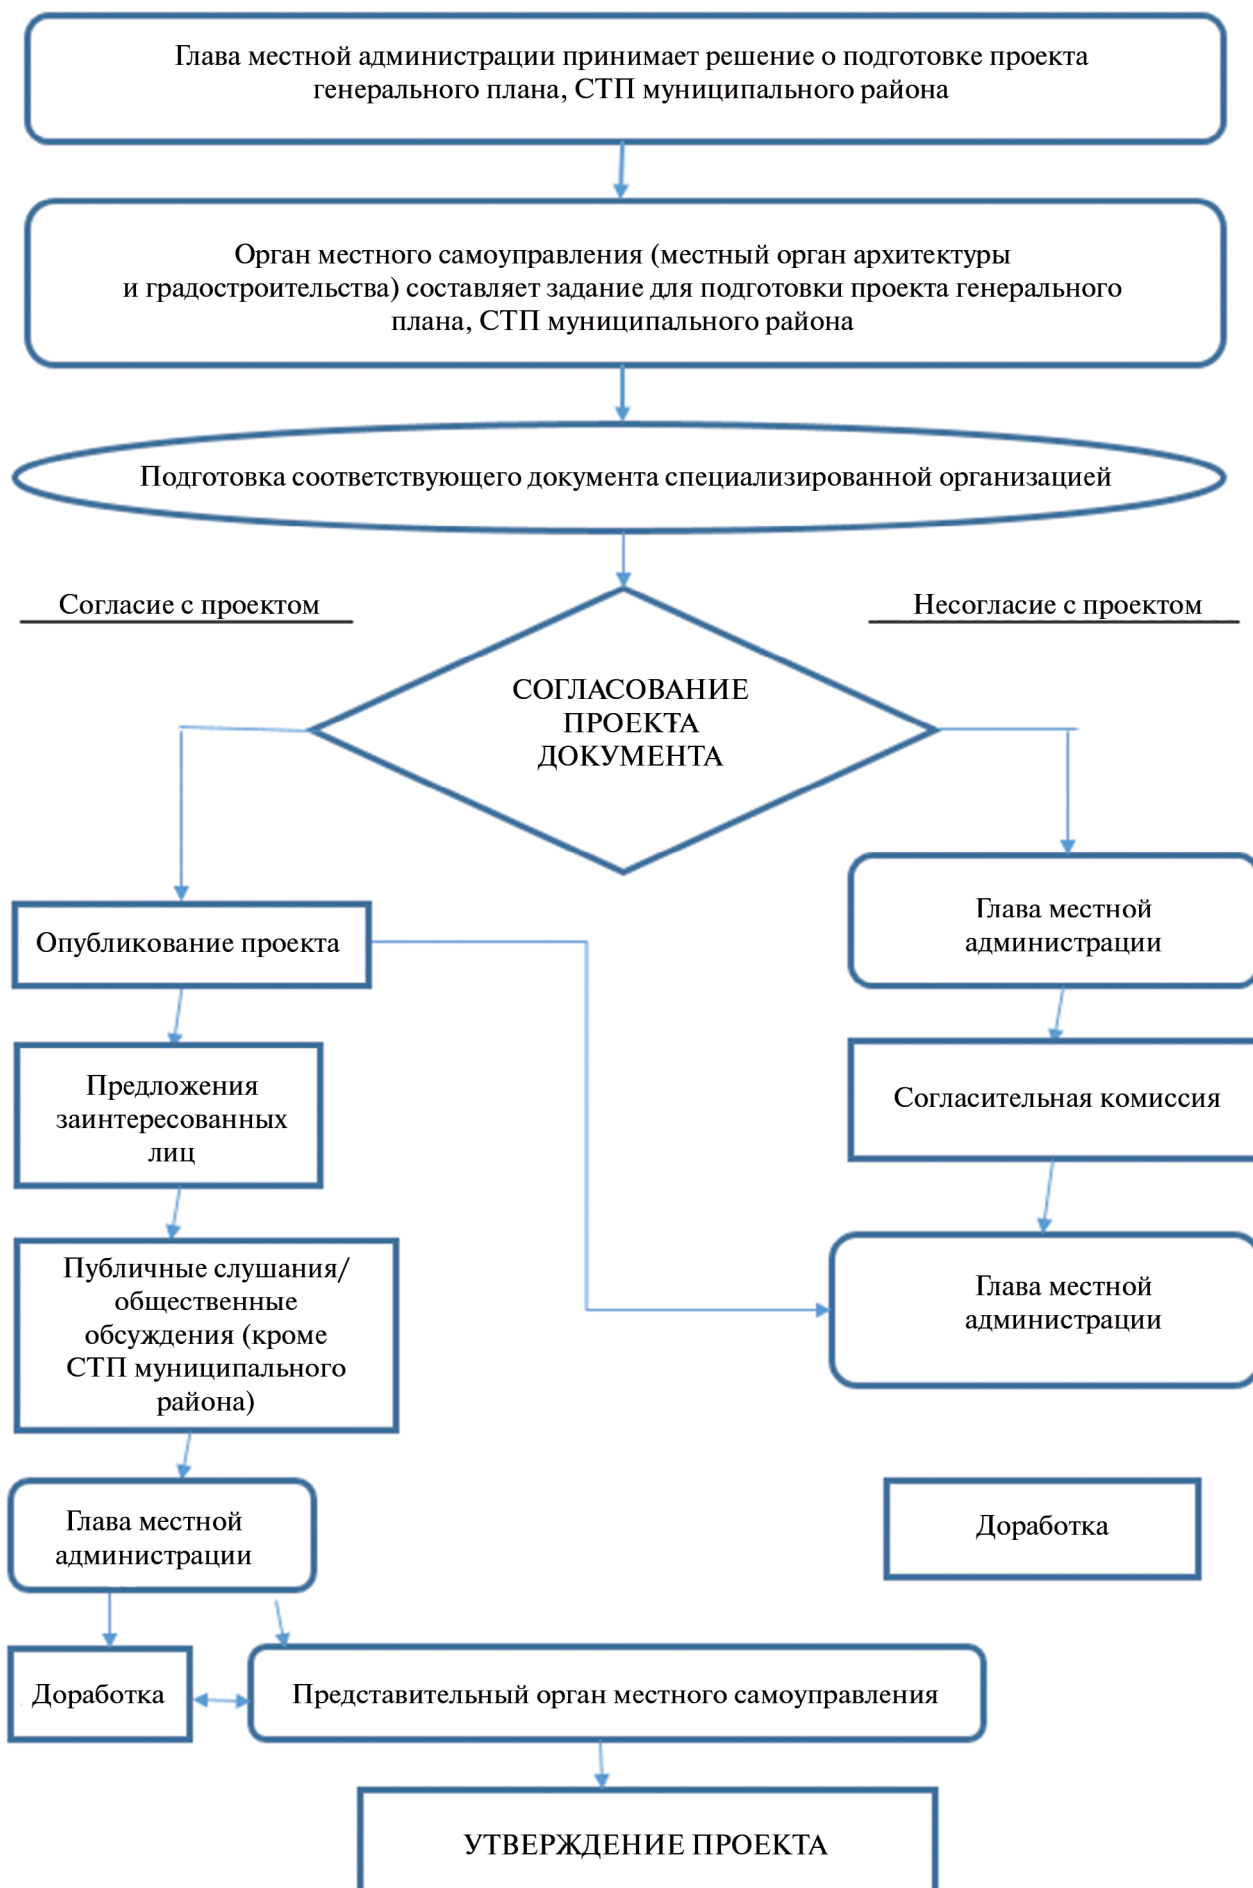 Глава местной администрации принимает решение о подготовке проекта
генерального плана, СТП муниципального района
Орган местного самоуправления (местный орган архитектуры
и градостроительства) составляет задание для подготовки проекта генерального
плана, СТП муниципального района
Подготовка соответствующего документа специализированной организацией
Согласие с проектом
Несогласие с проектом
СОГЛАСОВАНИЕ
ПРОЕКТА
ДОКУМЕНТА
Опубликование проекта
Предложения
заинтересованных
лиц
Публичные слушания/
общественные
обсуждения (кроме
СТП муниципального
района)
Глава местной
администрации
Доработка
Глава местной
администрации
Согласительная комиссия
Глава местной
администрации
Доработка
Представительный орган местного самоуправления
УТВЕРЖДЕНИЕ ПРОЕКТА